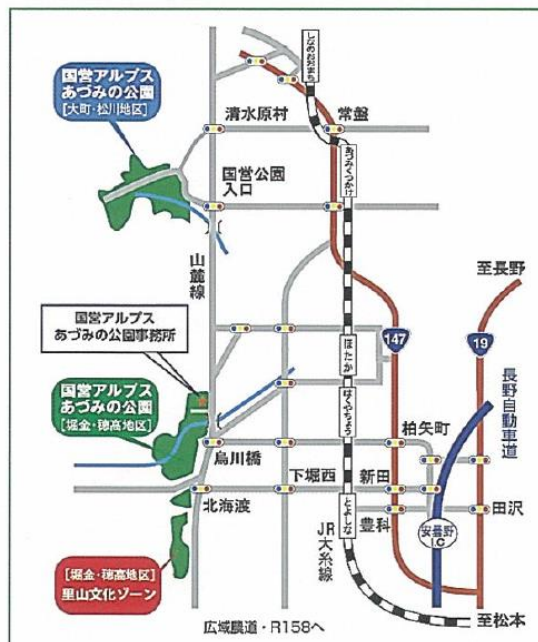 しなのおおまち
国営アルプス
あづみの公園
[大町・松川地区]
清水原村
常盤
あづみくつかけ
国営公園
入口
山麓線
至長野
国営アルプス
あづみの公園事務所
147
19
ほたか
長野自動車道
国営アルプス
あづみの公園
[堀金・穂高地区]
はくやちょう
柏矢町
烏川橋
下堀西
新田
北海渡
とよしな
豊科
田沢
安曇野
I.C
JR大糸線
[堀金・穂高地区]
里山文化ゾーン
至松本
広域農道・R158へ